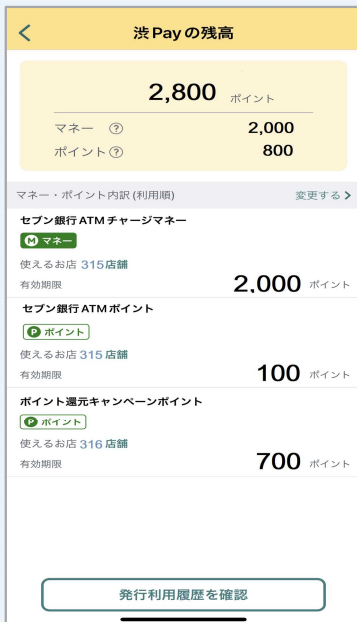 渋Payの残高
2,800 ポイント
マネー ? 2,000
ポイント ? 800
マネー・ポイント内訳(利用順) 変更する
セブン銀行ATMチャージマネー
M マネー
使えるお店 315店舗
有効期限 2,000 ポイント
セブン銀行ATMポイント
P ポイント
使えるお店 315店舗
有効期限 100 ポイント
ポイント還元キャンペーンポイント
P ポイント
使えるお店 316店舗
有効期限 700 ポイント
発行利用履歴を確認